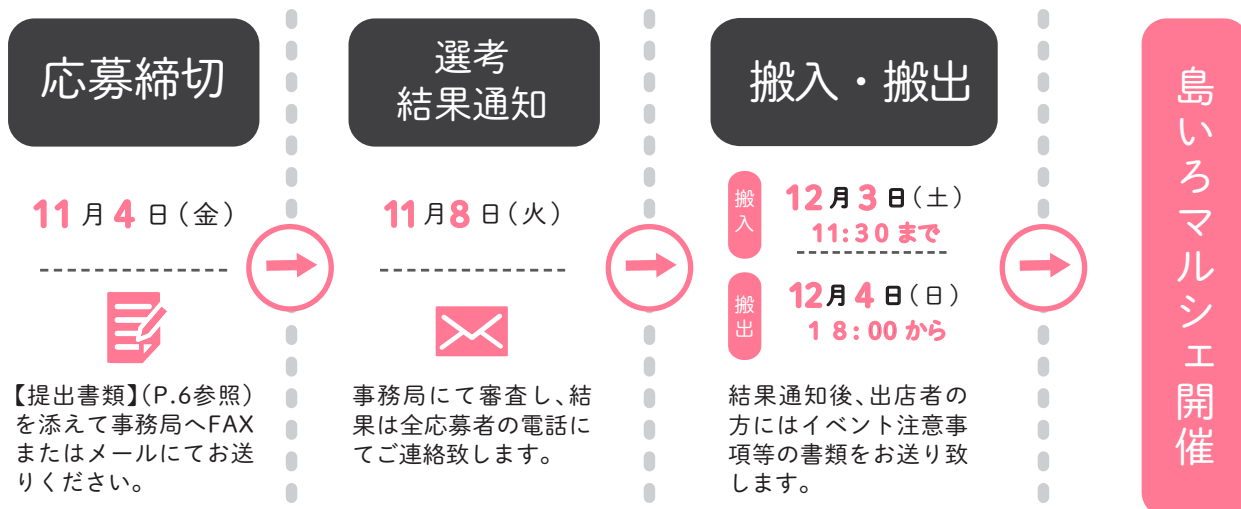 応募締切
11月4日(金)
【提出書類】(P.6参照)
を添えて事務局へFAX
またはメールにてお送
りください。
選考
結果通知
11月8日(火)
事務局にて審査し、結
果は全応募者の電話に
てご連絡致します。
搬入・搬出
搬入
12月3日(土)
11:30 まで
搬出
12月4日(日)
18:00 から
結果通知後、出店者の
方にはイベント注意事
項等の書類をお送り致
します。
島いろマルシェ開催